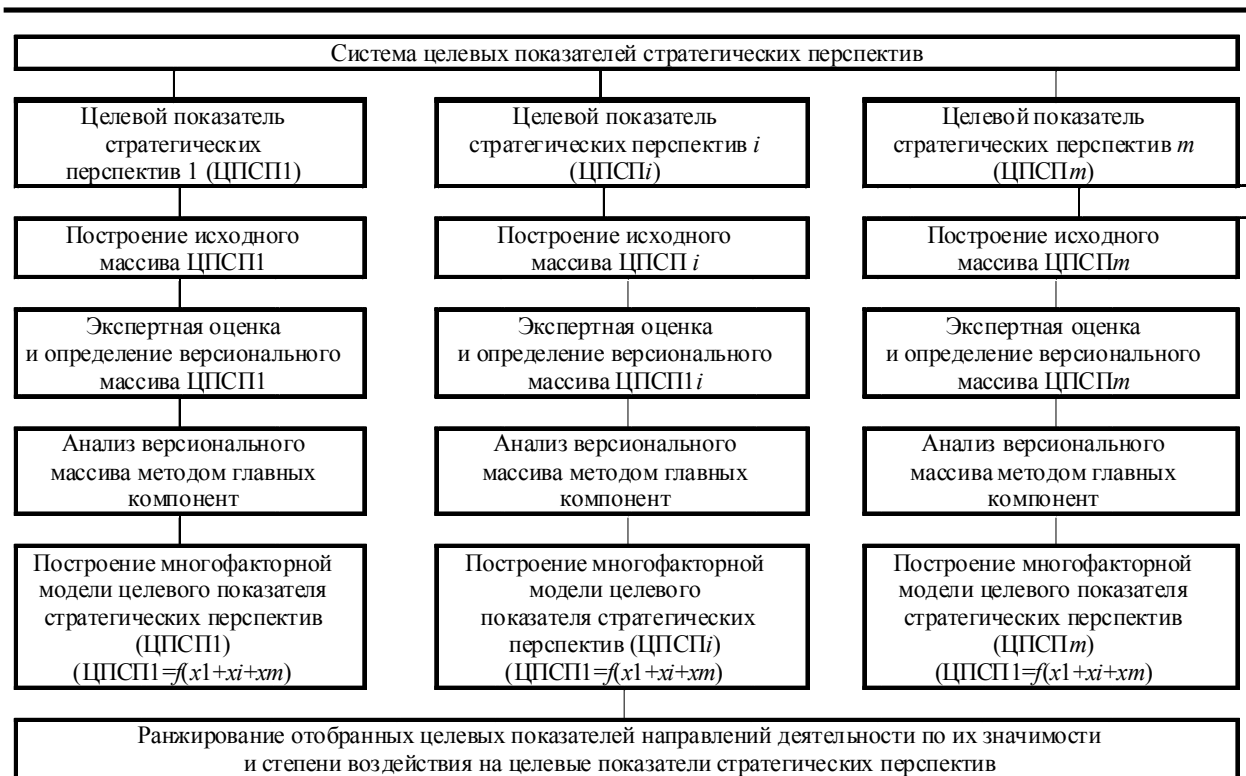 Система целевых показателей стратегических перспектив
Целевой показатель
стратегических
перспектив 1 (ЦПСП1)
Целевой показатель
стратегических перспектив i
(ЦПСПi)
Целевой показатель
стратегических перспектив m
(ЦПСПm)
Построение исходного
массива ЦПСП1
Построение исходного
массива ЦПСП i
Построение исходного
массива ЦПСПm
Экспертная оценка
и определение версионального
массива ЦПСП1
Экспертная оценка
и определение версионального
массива ЦПСП1i
Экспертная оценка
и определение версионального
массива ЦПСПm
Анализ версионального
массива методом главных
компонент
Анализ версионального
массива методом главных
компонент
Анализ версионального
массива методом главных
компонент
Построение многофакторной
модели целевого показателя
стратегических перспектив
(ЦПСП1)
(ЦПСП1=f(x1+xi+xm)
Построение многофакторной
модели целевого
показателя стратегических
перспектив (ЦПСПi)
(ЦПСП1=f(x1+xi+xm)
Построение многофакторной
модели целевого показателя
стратегических перспектив
(ЦПСПm)
(ЦПСП1=f(x1+xi+xm)
Ранжирование отобранных целевых показателей направлений деятельности по их значимости
и степени воздействия на целевые показатели стратегических перспектив